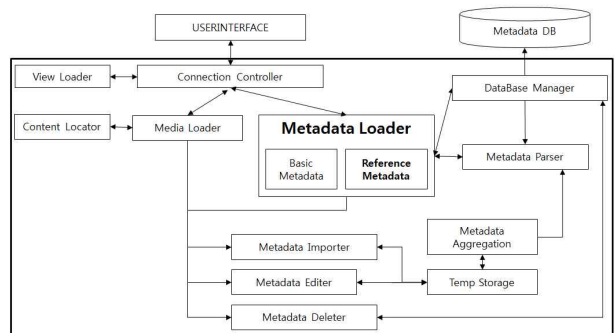 USERINTERFACE
Metadata DB
View Loader
Connection Controller
DataBase Manager
Content Locator
Media Loader
Metadata Loader
Basic
Metadata
Reference
Metadata
Metadata Parser
Metadata
Aggregation
Metadata Importer
Metadata Editer
Temp Storage
Metadata Deleter